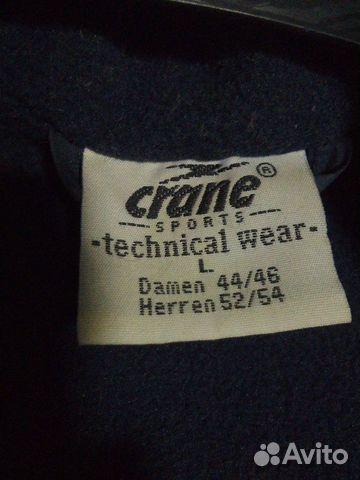 crane®
SPORTS
-technical wear-
L
Damen 44/46
Herren 52/54
Avito